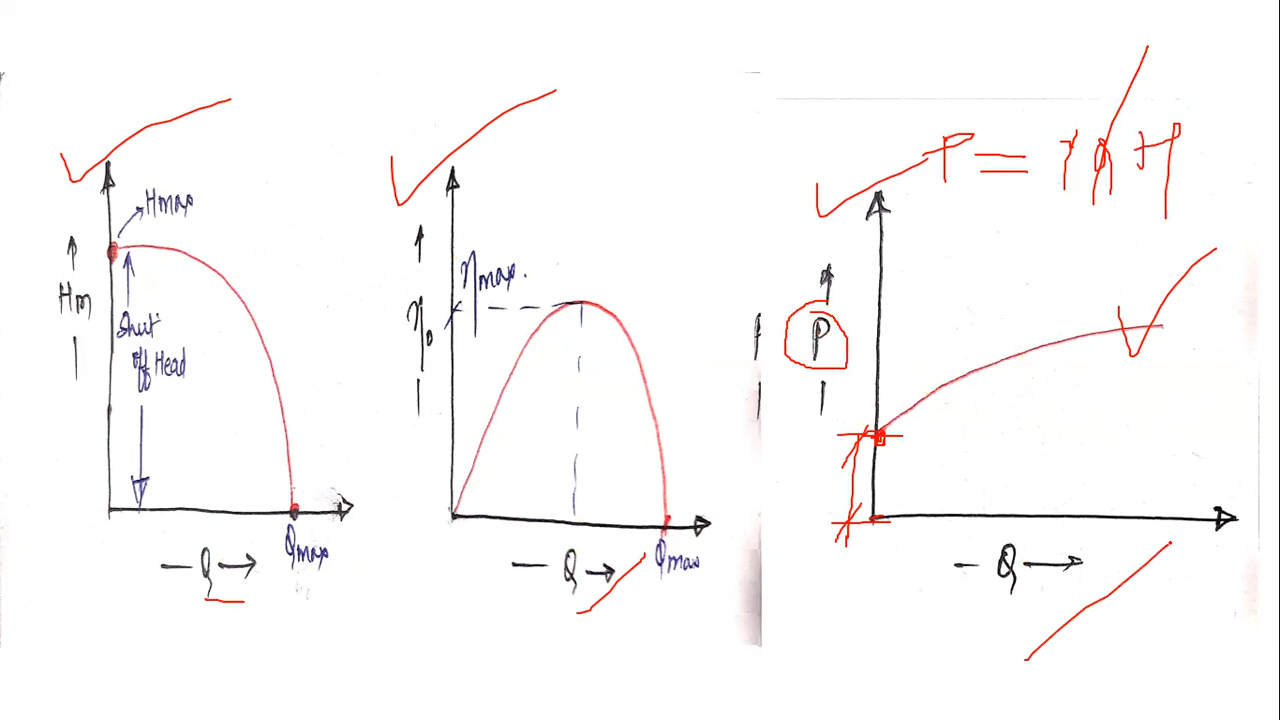 Hmax
Hm
Shut
off Head
Qmax
Q
ηmax.
η₀
Qmax
Q
P = γQH
P
Q